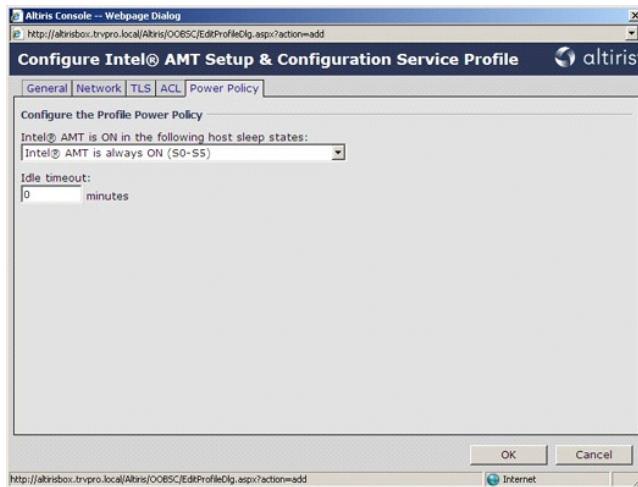 Altiris Console -- Webpage Dialog
http://altirisbox.trvpro.local/Altiris/OOBSC/EditProfileDlg.aspx?action=add
Configure Intel® AMT Setup & Configuration Service Profile
altiris
General Network TLS ACL Power Policy
Configure the Profile Power Policy
Intel® AMT is ON in the following host sleep states:
Intel® AMT is always ON (S0-S5)
Idle timeout:
0 minutes
OK Cancel
http://altirisbox.trvpro.local/Altiris/OOBSC/EditProfileDlg.aspx?action=add Internet